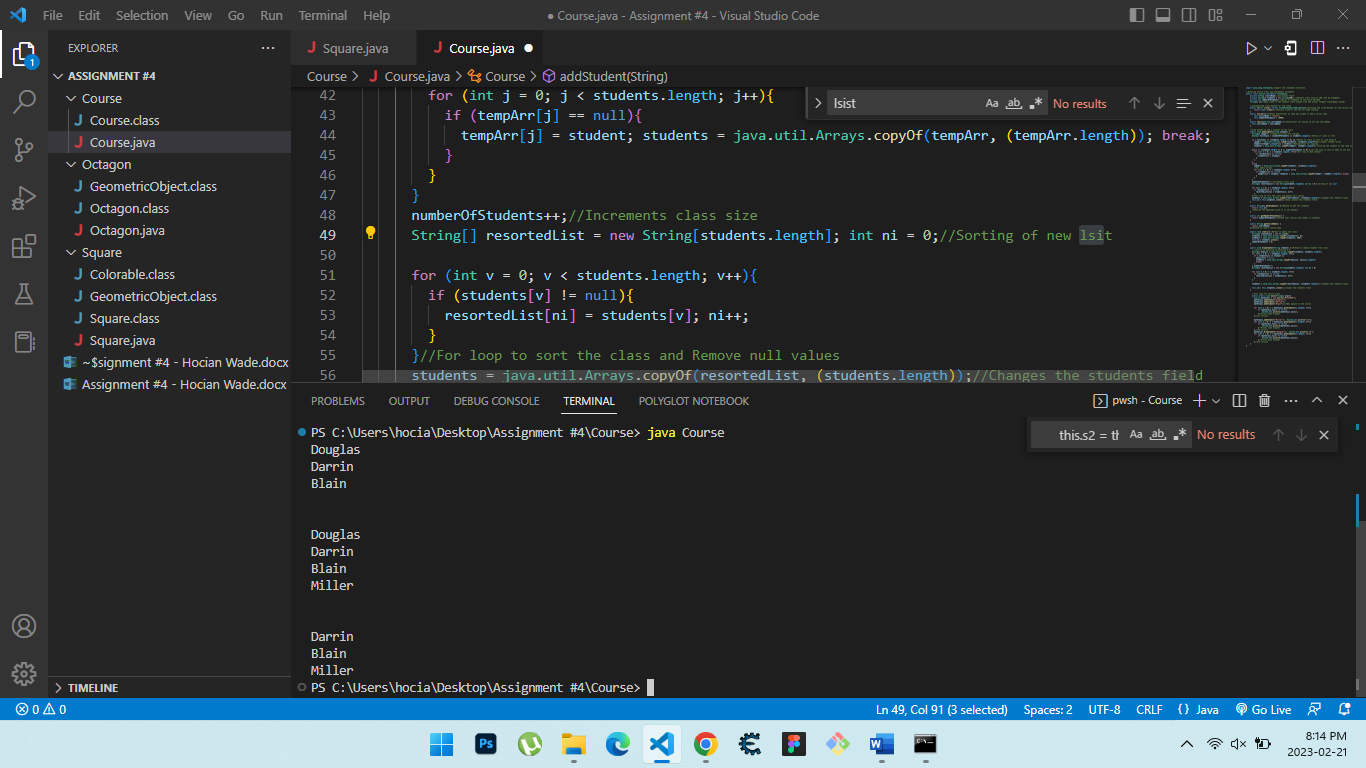 File Edit Selection View Go Run Terminal Help ● Course.java - Assignment #4 - Visual Studio Code
EXPLORER ···
ASSIGNMENT #4
Course
J Course.class
J Course.java
Octagon
J GeometricObject.class
J Octagon.class
J Octagon.java
Square
J Colorable.class
J GeometricObject.class
J Square.class
J Square.java
~$signment #4 - Hocian Wade.docx
Assignment #4 - Hocian Wade.docx
TIMELINE
1
J Square.java J Course.java ●
Course > J Course.java > Course > addStudent(String)
lsist Aa ab .* No results
42 for (int j = 0; j < students.length; j++){
43 if (tempArr[j] == null){
44 tempArr[j] = student; students = java.util.Arrays.copyOf(tempArr, (tempArr.length)); break;
45 }
46 }
47 }
48 numberOfStudents++;//Increments class size
49 String[] resortedList = new String[students.length]; int ni = 0;//Sorting of new lsit
50
51 for (int v = 0; v < students.length; v++){
52 if (students[v] != null){
53 resortedList[ni] = students[v]; ni++;
54 }
55 }//For loop to sort the class and Remove null values
56 students = java.util.Arrays.copyOf(resortedList, (students.length));//Changes the students field
PROBLEMS OUTPUT DEBUG CONSOLE TERMINAL POLYGLOT NOTEBOOK pwsh - Course
this.s2 = th Aa ab .* No results
PS C:\Users\hocia\Desktop\Assignment #4\Course> java Course
Douglas
Darrin
Blain
Douglas
Darrin
Blain
Miller
Darrin
Blain
Miller
PS C:\Users\hocia\Desktop\Assignment #4\Course>
0 0 Ln 49, Col 91 (3 selected) Spaces: 2 UTF-8 CRLF {} Java Go Live
Ps
W
8:14 PM
2023-02-21